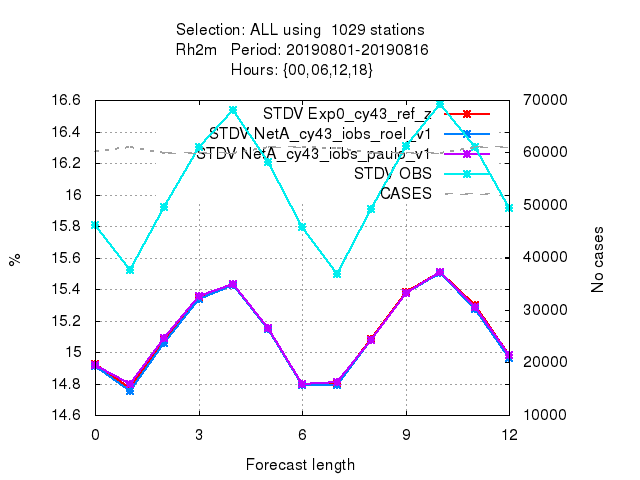 Selection: ALL using  1029 stations
Rh2m   Period: 20190801-20190816
Hours: {00,06,12,18}
STDV Exp0_cy43_ref_z
STDV NetA_cy43_iobs_roel_v1
STDV NetA_cy43_iobs_paulo_v1
STDV OBS
CASES
16.6
16.4
16.2
16
15.8
15.6
15.4
15.2
15
14.8
14.6
%
70000
60000
50000
40000
30000
20000
10000
No cases
0 3 6 9 12
Forecast length